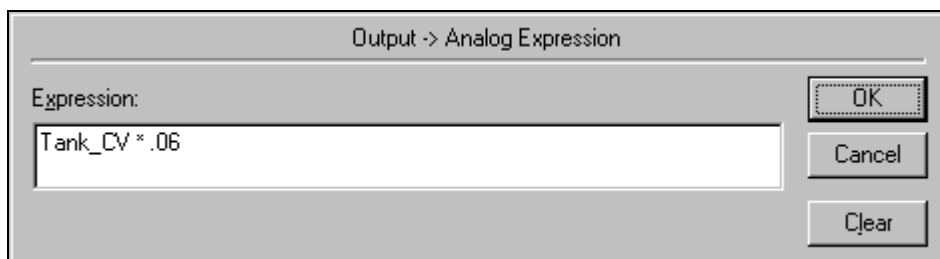 Output -> Analog Expression
Expression:
OK
Tank_CV * .06
Cancel
Clear